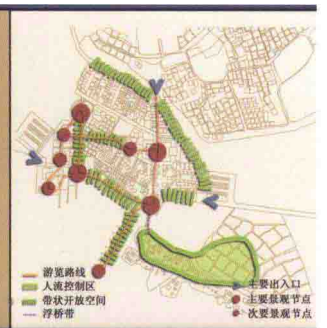 游览路线
人流控制区
带状开放空间
浮桥带
主要出入口
主要景观节点
次要景观节点